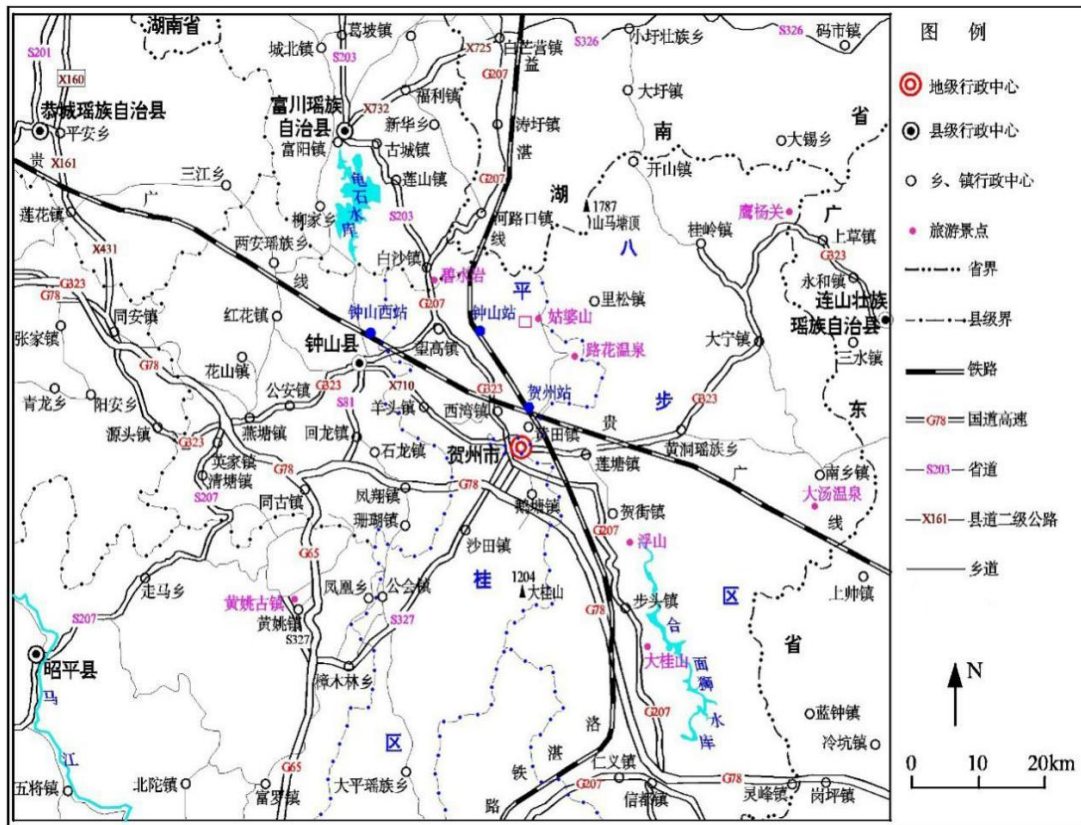 湖南省
葛坡镇
城北镇
S201
S203
X725
白芒营镇
S326
小圩壮族乡
S326
码市镇
X160
G207
益
恭城瑶族自治县
平安乡
富川瑶族
自治县
X732
福利镇
新华乡
涛圩镇
大圩镇
南
省
富阳镇
古城镇
湛
大锡乡
贵
X161
三江乡
莲山镇
G207
开山镇
广
龟石水库
湖
1787
山马塘顶
鹰杨关
广
莲花镇
柳家乡
S203
河路口镇
八
桂岭镇
上草镇
G323
X431
西安瑶族乡
线
线
白沙镇
碧水岩
永和镇
G323
G78
平
里松镇
连山壮族
瑶族自治县
G207
钟山西站
钟山站
姑婆山
同安镇
红花镇
张家镇
钟山县
望高镇
路花温泉
大宁镇
三水镇
花山镇
G78
X710
G323
G323
青龙乡
阳安乡
公安镇
G323
S81
羊头镇
西湾镇
贺州站
步
东
源头镇
G323
燕塘镇
回龙镇
黄田镇
贵
贺州市
黄洞瑶族乡
英家镇
石龙镇
莲塘镇
清塘镇
G78
广
南乡镇
S207
同古镇
凤翔镇
G78
鹅塘镇
贺街镇
大汤温泉
珊瑚镇
G207
线
G65
沙田镇
浮山
走马乡
凤凰乡
公会镇
桂
1204
大桂山
上帅镇
黄姚古镇
黄姚镇
G78
步头镇
区
S207
S327
S327
合面狮水库
省
昭平县
樟木林乡
大桂山
马
江
洛
G207
蓝钟镇
区
湛
冷坑镇
五将镇
北陀镇
G65
富罗镇
大平瑶族乡
铁
路
仁义镇
G207
信都镇
G78
灵峰镇
岗坪镇
图 例
地级行政中心
县级行政中心
乡、镇行政中心
旅游景点
省界
县级界
铁路
G78 国道高速
S203 省道
X161 县道二级公路
乡道
N
0 10 20km